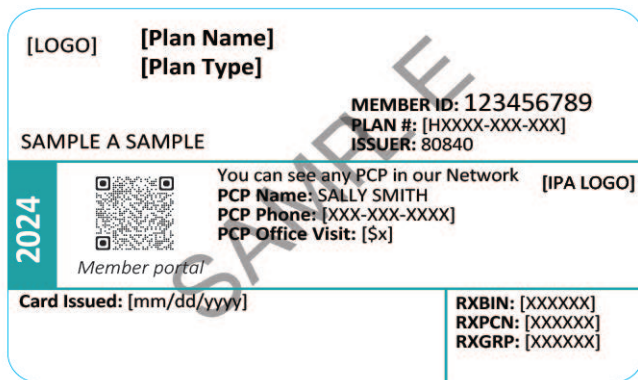 [LOGO]
[Plan Name]
[Plan Type]
MEMBER ID: 123456789
PLAN #: [HXXXX-XXX-XXX]
ISSUER: 80840
SAMPLE A SAMPLE
2024
Member portal
You can see any PCP in our Network
PCP Name: SALLY SMITH
PCP Phone: [XXX-XXX-XXXX]
PCP Office Visit: [$x]
[IPA LOGO]
Card Issued: [mm/dd/yyyy]
RXBIN: [XXXXXX]
RXPCN: [XXXXXX]
RXGRP: [XXXXXX]
SAMPLE